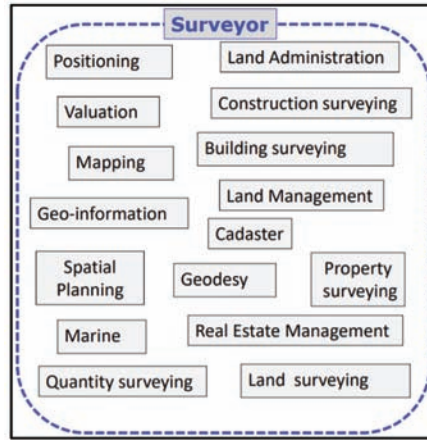 Surveyor
Positioning
Land Administration
Valuation
Construction surveying
Mapping
Building surveying
Land Management
Geo-information
Cadaster
Spatial
Planning
Geodesy
Property
surveying
Marine
Real Estate Management
Quantity surveying
Land surveying